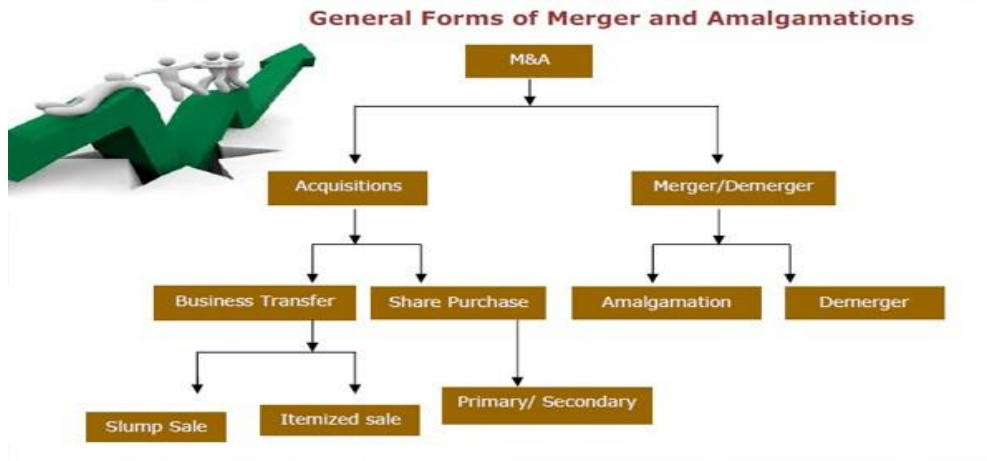 General Forms of Merger and Amalgamations
M&A
Acquisitions
Merger/Demerger
Business Transfer
Share Purchase
Amalgamation
Demerger
Slump Sale
Itemized sale
Primary/ Secondary